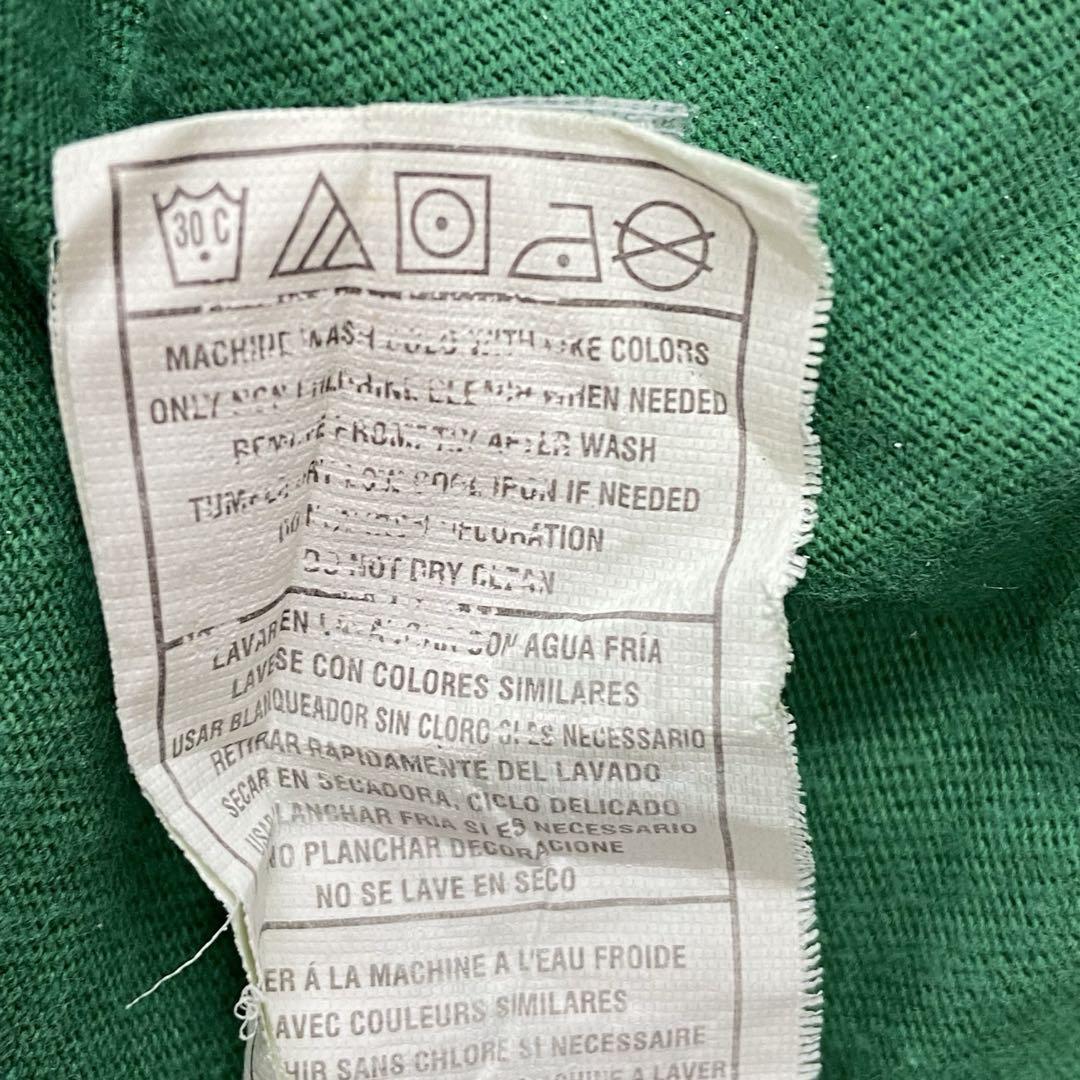 30 C
MACHINE WASH COLD WITH LIKE COLORS
ONLY NON CHLORINE BLEACH WHEN NEEDED
REMOVE PROMPTLY AFTER WASH
TUMBLE DRY LOW COOL IRON IF NEEDED
DO NOT IRON DECORATION
DO NOT DRY CLEAN
LAVAR EN CON AGUA FRÍA
LAVESE CON COLORES SIMILARES
USAR BLANQUEADOR SIN CLORO SI ES NECESSARIO
RETIRAR RAPIDAMENTE DEL LAVADO
SECAR EN SECADORA, CICLO DELICADO
PLANCHAR FRIA SI ES NECESSARIO
NO PLANCHAR DECORACIONE
NO SE LAVE EN SECO
ER Á LA MACHINE A L'EAU FROIDE
AVEC COULEURS SIMILARES
HIR SANS CHLORE SI NECESSAIRE
A LAVER